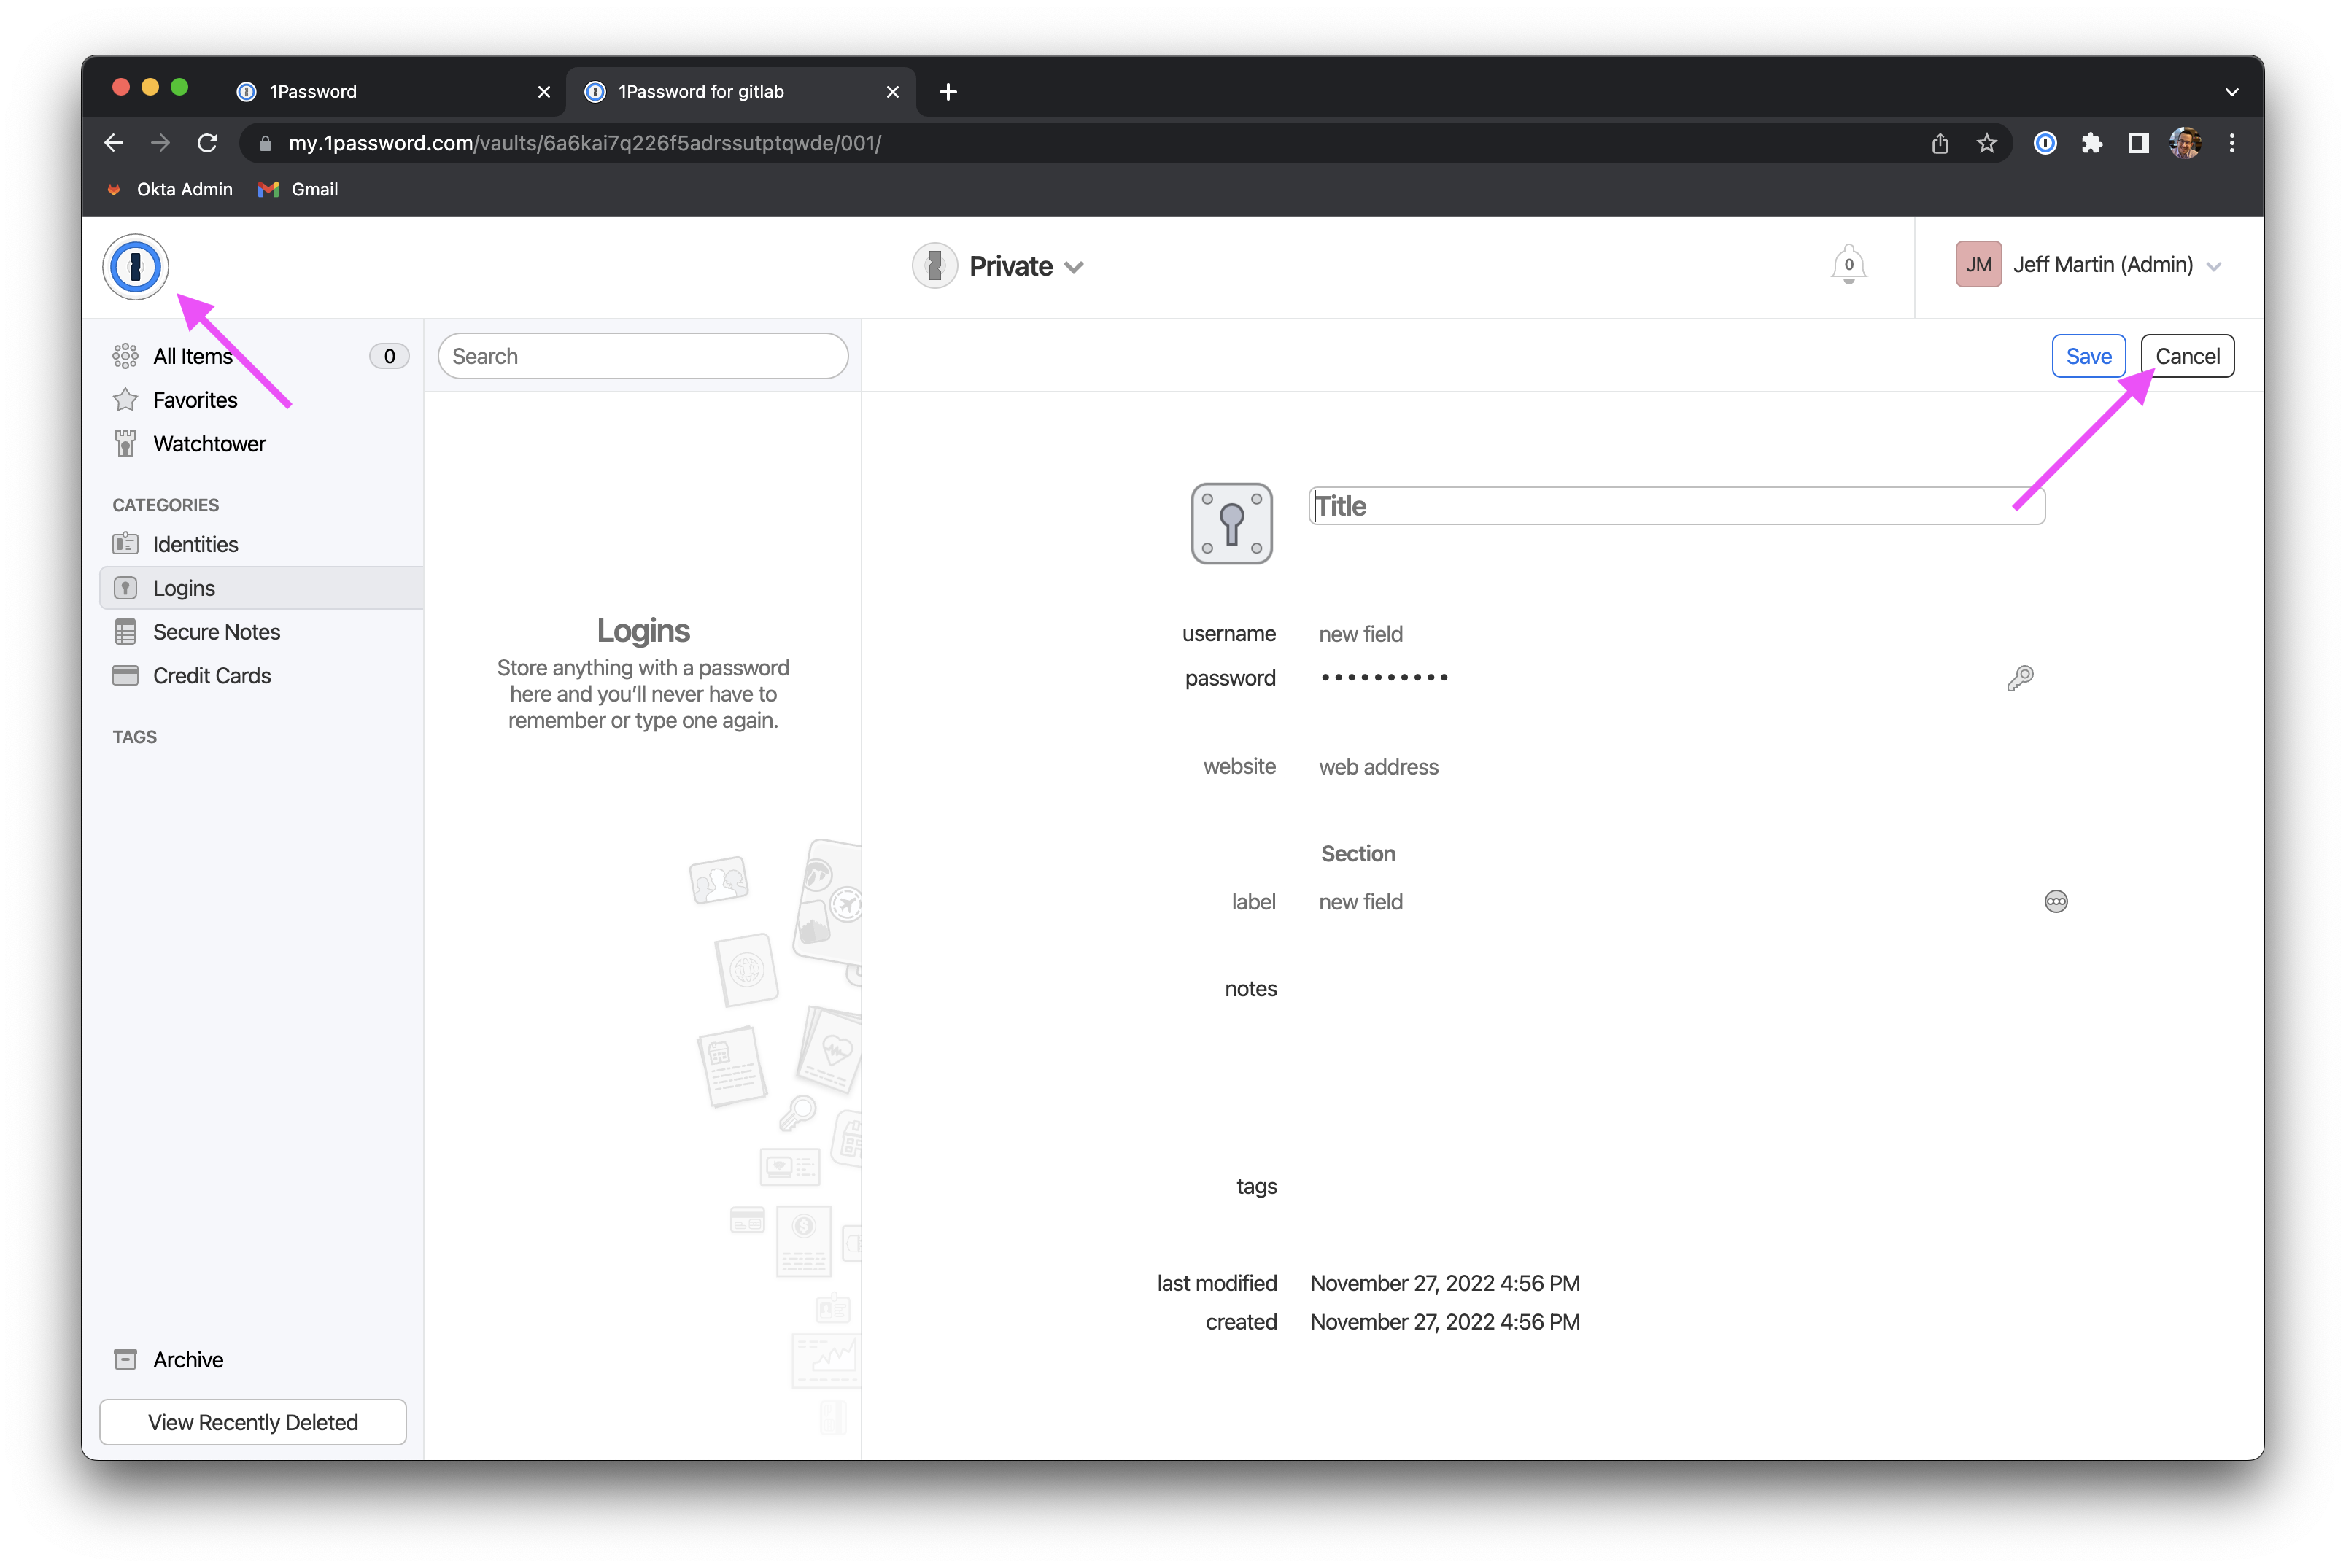 1Password
1Password for gitlab
my.1password.com/vaults/6a6kai7q226f5adrssutptqwde/001/
Okta Admin
Gmail
Private
0
JM
Jeff Martin (Admin)
All Items
0
Favorites
Watchtower
CATEGORIES
Identities
Logins
Secure Notes
Credit Cards
TAGS
Archive
View Recently Deleted
Search
Logins
Store anything with a password
here and you’ll never have to
remember or type one again.
Save
Cancel
Title
username new field
password ••••••••••
website web address
Section
label new field
notes
tags
last modified November 27, 2022 4:56 PM
created November 27, 2022 4:56 PM